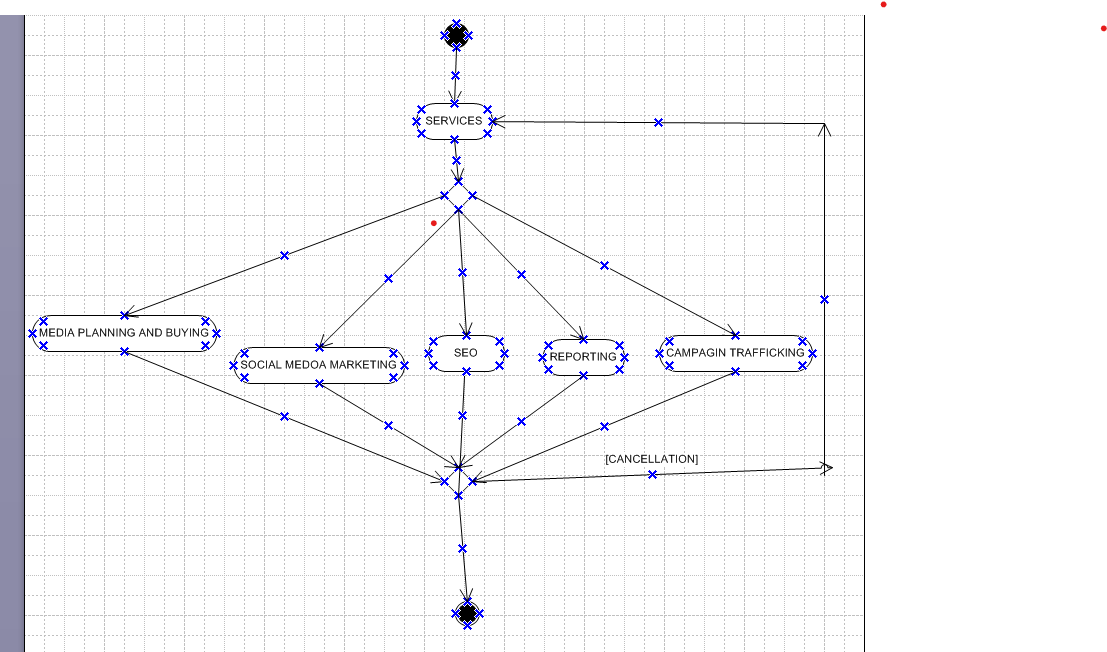 SERVICES
MEDIA PLANNING AND BUYING
SOCIAL MEDOA MARKETING
SEO
REPORTING
CAMPAGIN TRAFFICKING
[CANCELLATION]